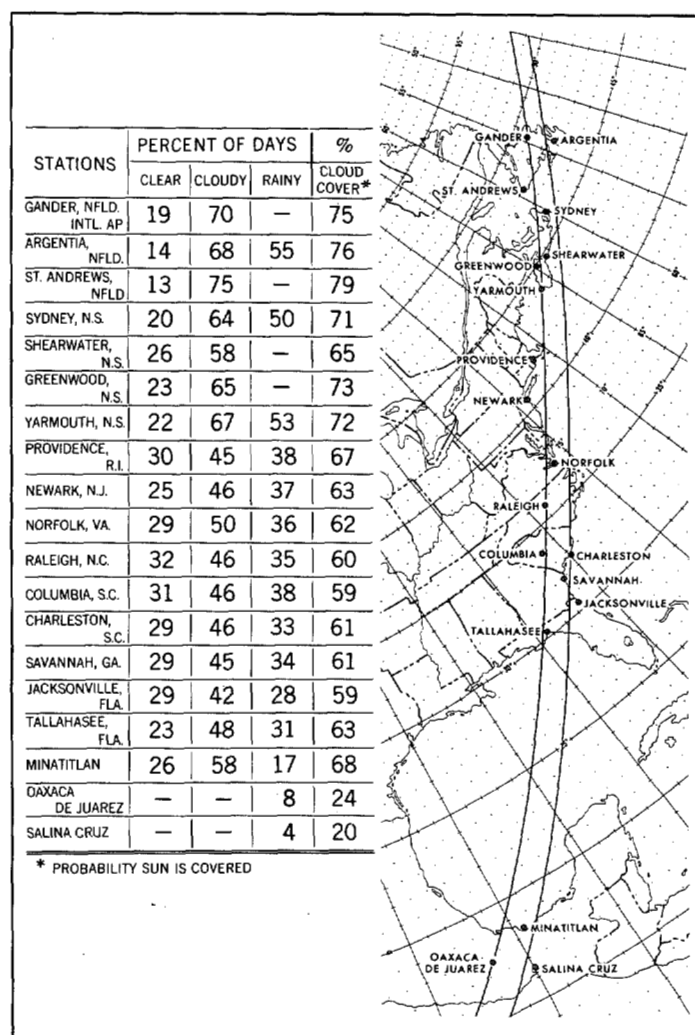 STATIONS PERCENT OF DAYS %
CLEAR CLOUDY RAINY CLOUD COVER*
GANDER, NFLD. INTL. AP 19 70 — 75
ARGENTIA, NFLD. 14 68 55 76
ST. ANDREWS, NFLD 13 75 — 79
SYDNEY, N.S. 20 64 50 71
SHEARWATER, N.S. 26 58 — 65
GREENWOOD, N.S. 23 65 — 73
YARMOUTH, N.S. 22 67 53 72
PROVIDENCE, R.I. 30 45 38 67
NEWARK, N.J. 25 46 37 63
NORFOLK, VA. 29 50 36 62
RALEIGH, N.C. 32 46 35 60
COLUMBIA, S.C. 31 46 38 59
CHARLESTON, S.C. 29 46 33 61
SAVANNAH, GA. 29 45 34 61
JACKSONVILLE, FLA. 29 42 28 59
TALLAHASEE, FLA. 23 48 31 63
MINATITLAN 26 58 17 68
OAXACA DE JUAREZ — — 8 24
SALINA CRUZ — — 4 20
* PROBABILITY SUN IS COVERED
GANDER
ARGENTIA
ST. ANDREWS
SYDNEY
SHEARWATER
GREENWOOD
YARMOUTH
PROVIDENCE
NEWARK
NORFOLK
RALEIGH
COLUMBIA
CHARLESTON
SAVANNAH
JACKSONVILLE
TALLAHASEE
MINATITLAN
OAXACA
DE JUAREZ
SALINA CRUZ